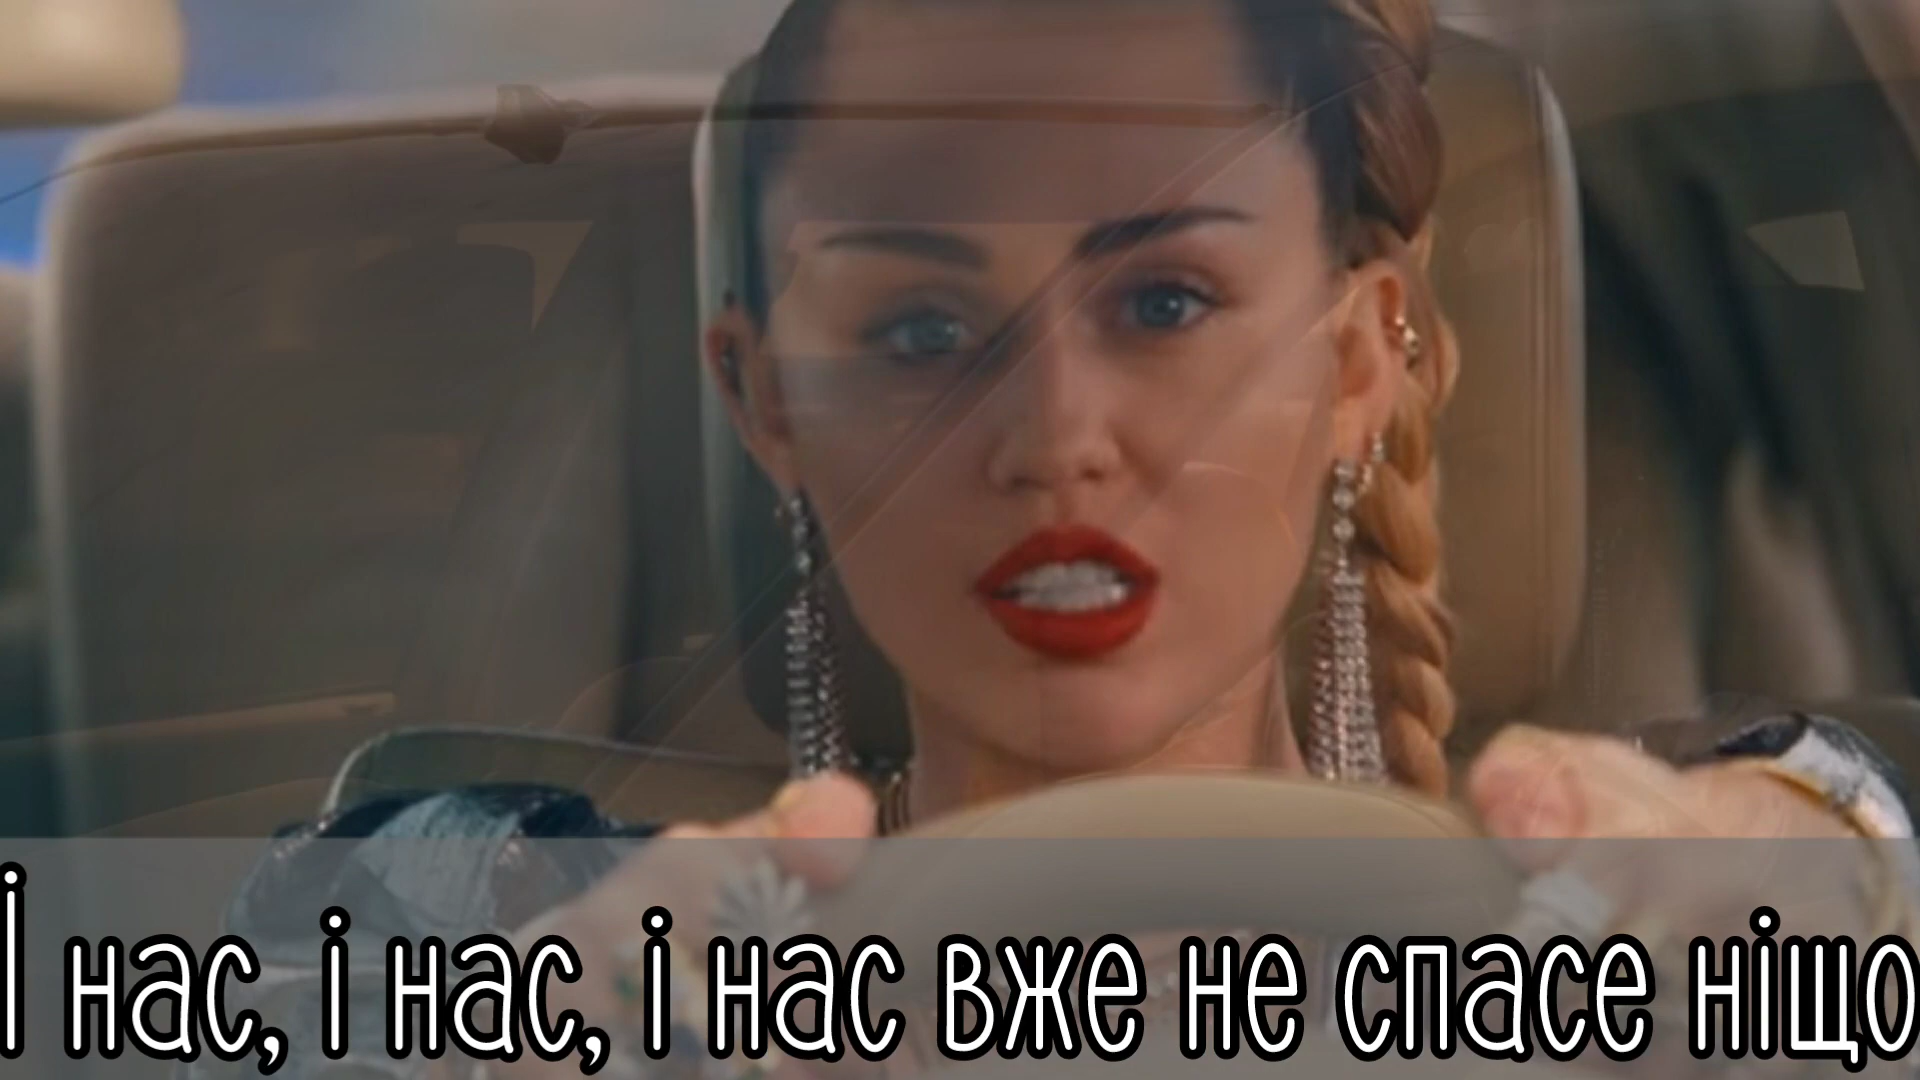 І нас, і нас, і нас вже не спасе ніщо